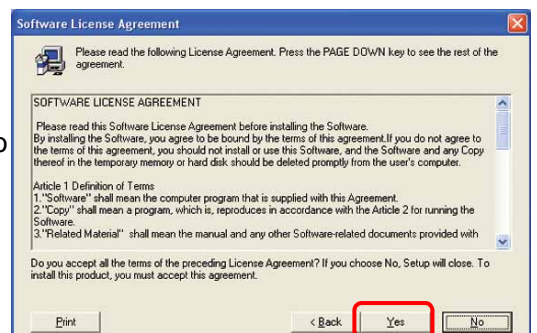 Software License Agreement
Please read the following License Agreement. Press the PAGE DOWN key to see the rest of the
agreement.
SOFTWARE LICENSE AGREEMENT
Please read this Software License Agreement before installing the Software.
By installing the Software, you agree to be bound by the terms of this agreement.If you do not agree to
the terms of this agreement, you should not install or use this Software, and the Software and any Copy
thereof in the temporary memory or hard disk should be deleted promptly from the user's computer.
Article 1 Definition of Terms
1."Software" shall mean the computer program that is supplied with this Agreement.
2."Copy" shall mean a program, which is, reproduces in accordance with the Article 2 for running the
Software.
3."Related Material" shall mean the manual and any other Software-related documents provided with
Do you accept all the terms of the preceding License Agreement? If you choose No, Setup will close. To
install this product, you must accept this agreement.
Print
< Back
Yes
No